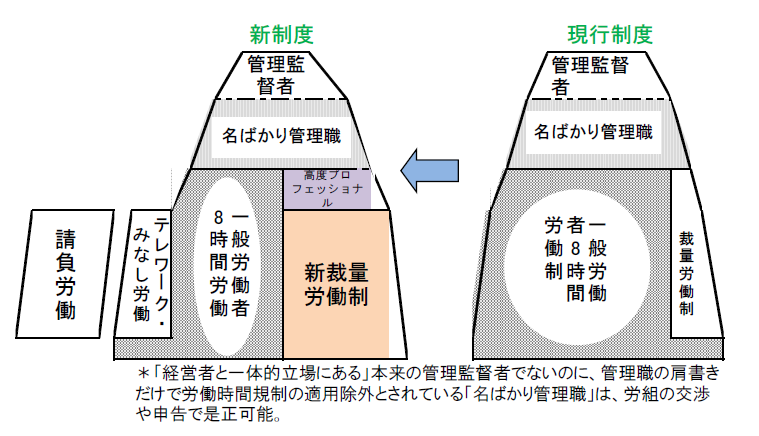 新制度
管理監
督者
名ばかり管理職
高度プロ
フェッショナ
ル
一般労働者
8時間労働
新裁量
労働制
テレワーク・
みなし労働
請負労働
現行制度
管理監督
者
名ばかり管理職
一般労働
者8時間
労働制
裁量労働制
＊「経営者と一体的立場にある」本来の管理監督者でないのに、管理職の肩書き
だけで労働時間規制の適用除外とされている「名ばかり管理職」は、労組の交渉
や申告で是正可能。